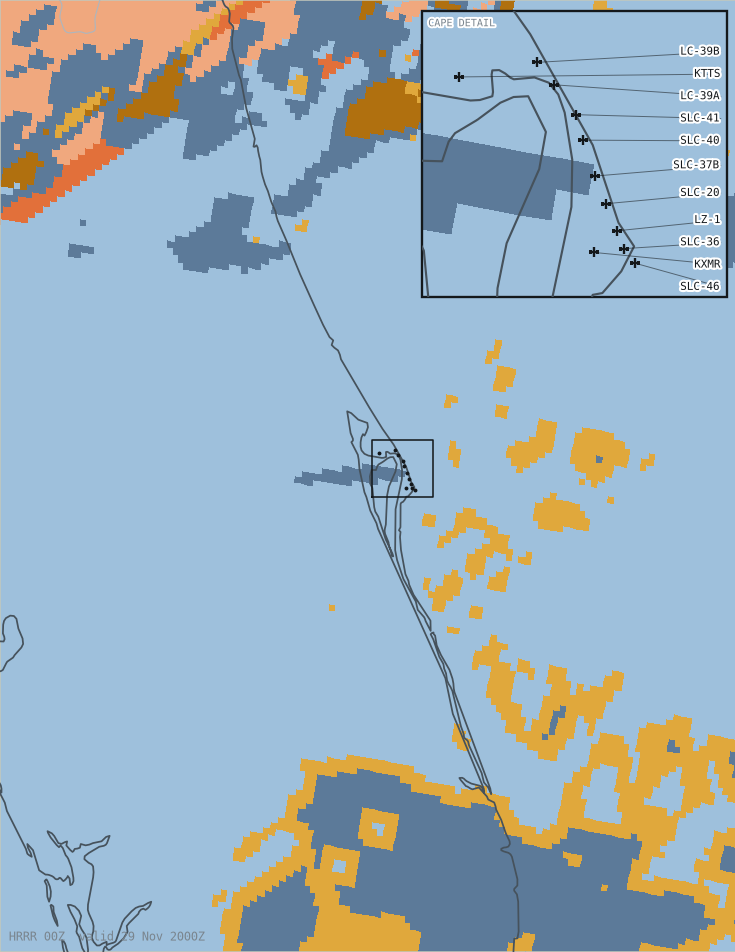 CAPE DETAIL
LC-39B
KTTS
LC-39A
SLC-41
SLC-40
SLC-37B
SLC-20
LZ-1
SLC-36
KXMR
SLC-46
HRRR 00Z  valid 29 Nov 2000Z